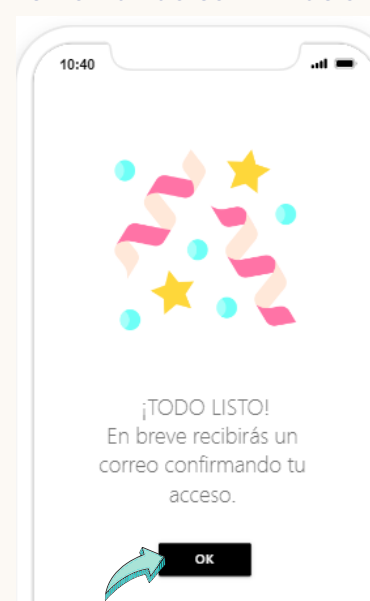 10:40
¡TODO LISTO!
En breve recibirás un
correo confirmando tu
acceso.
OK